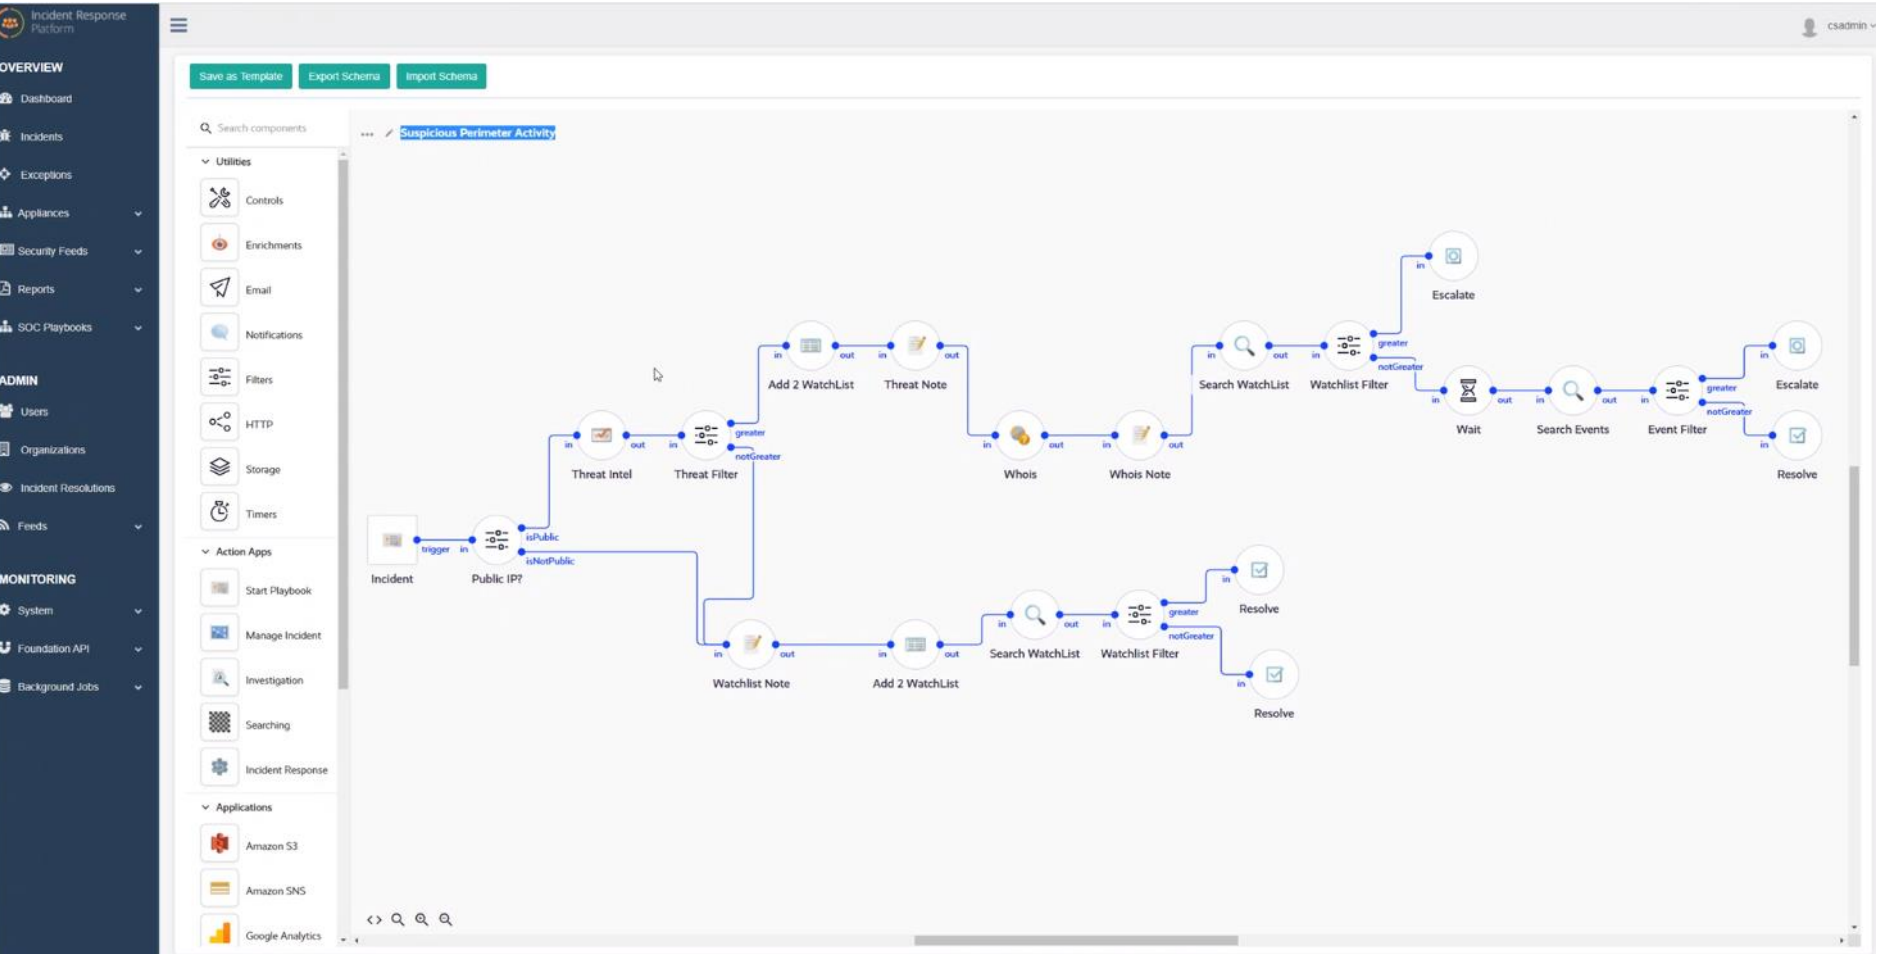 Incident Response
Platform
csadmin
OVERVIEW
Dashboard
Incidents
Exceptions
Appliances
Security Feeds
Reports
SOC Playbooks
ADMIN
Users
Organizations
Incident Resolutions
Feeds
MONITORING
System
Foundation API
Background Jobs
Save as Template
Export Schema
Import Schema
Search components
Utilities
Controls
Enrichments
Email
Notifications
Filters
HTTP
Storage
Timers
Action Apps
Start Playbook
Manage Incident
Investigation
Searching
Incident Response
Applications
Amazon S3
Amazon SNS
Google Analytics
Suspicious Perimeter Activity
Incident
trigger
in
Public IP?
isPublic
isNotPublic
in
Threat Intel
out
in
Threat Filter
greater
notGreater
in
Add 2 WatchList
out
in
Threat Note
out
in
Whois
out
in
Whois Note
out
in
Search WatchList
out
in
Watchlist Filter
greater
notGreater
in
Escalate
in
Wait
out
in
Search Events
out
in
Event Filter
greater
notGreater
in
Escalate
in
Resolve
in
Watchlist Note
out
in
Add 2 WatchList
out
in
Search WatchList
out
in
Watchlist Filter
greater
notGreater
in
Resolve
in
Resolve